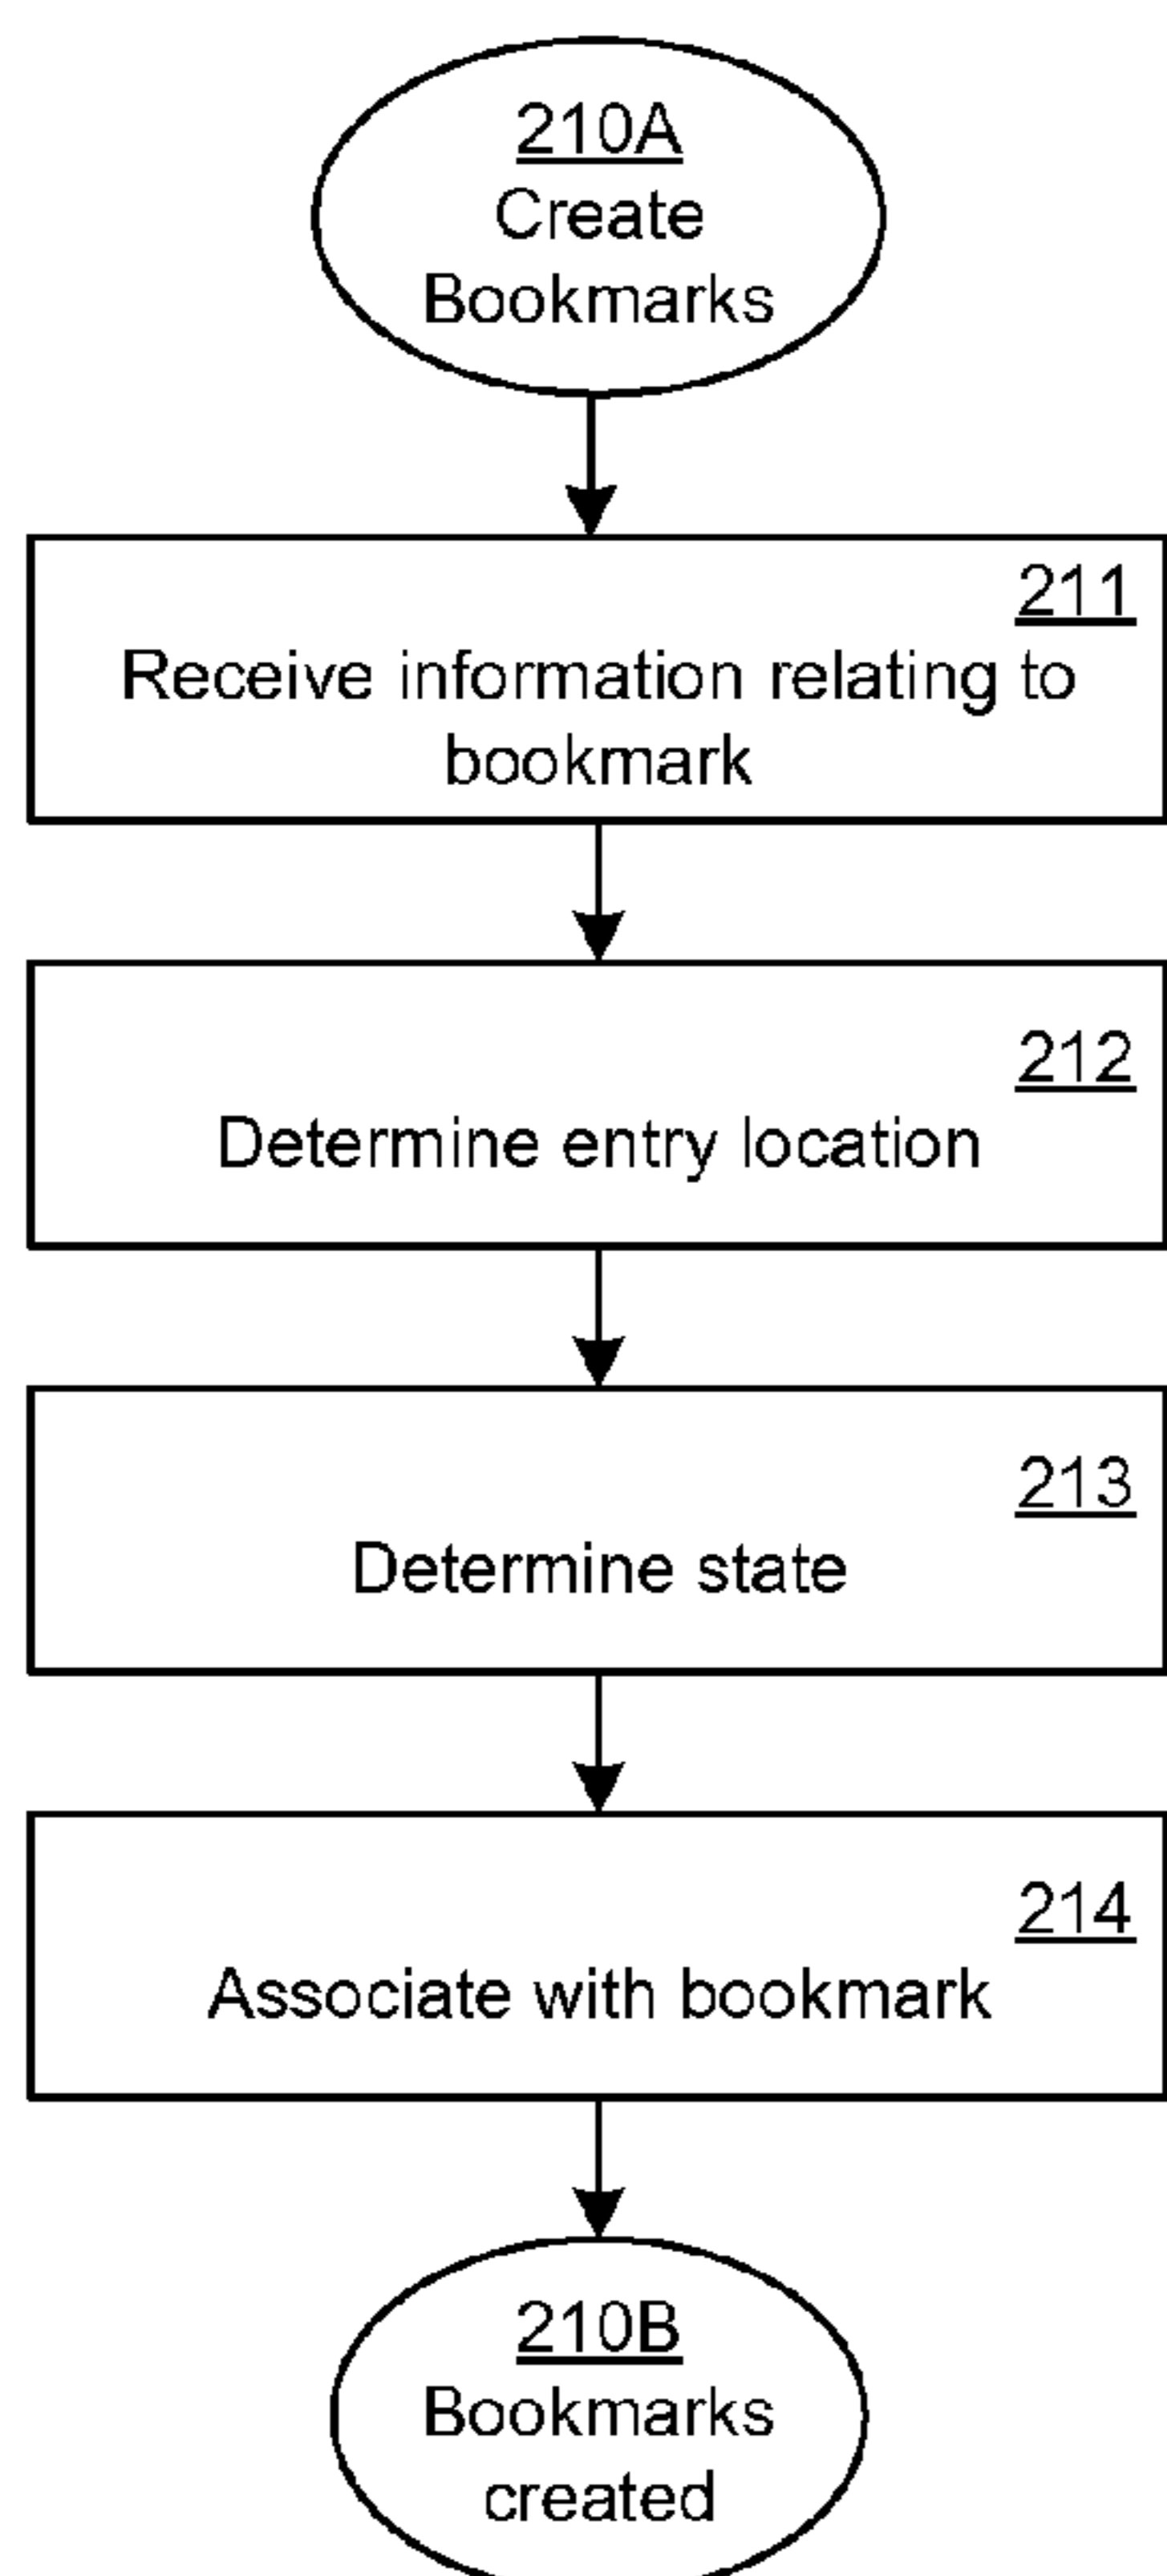 210A
Create
Bookmarks
211
Receive information relating to
bookmark
212
Determine entry location
213
Determine state
214
Associate with bookmark
210B
Bookmarks
created